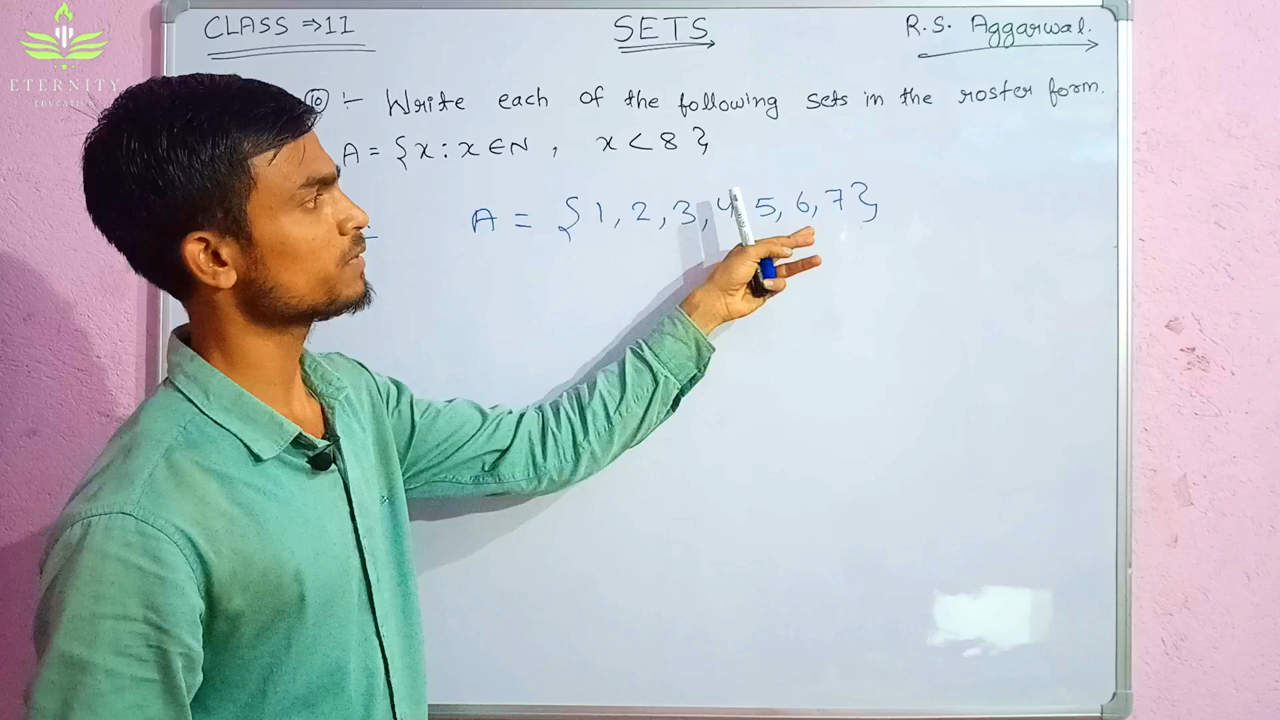 CLASS ⇒ 11 SETS R.S. Aggarwal.
ETERNITY
EDUCATION
⑩ :- Write each of the following sets in the roster form.
A = {x : x ∈ N , x < 8}
A = {1, 2, 3, 4, 5, 6, 7}